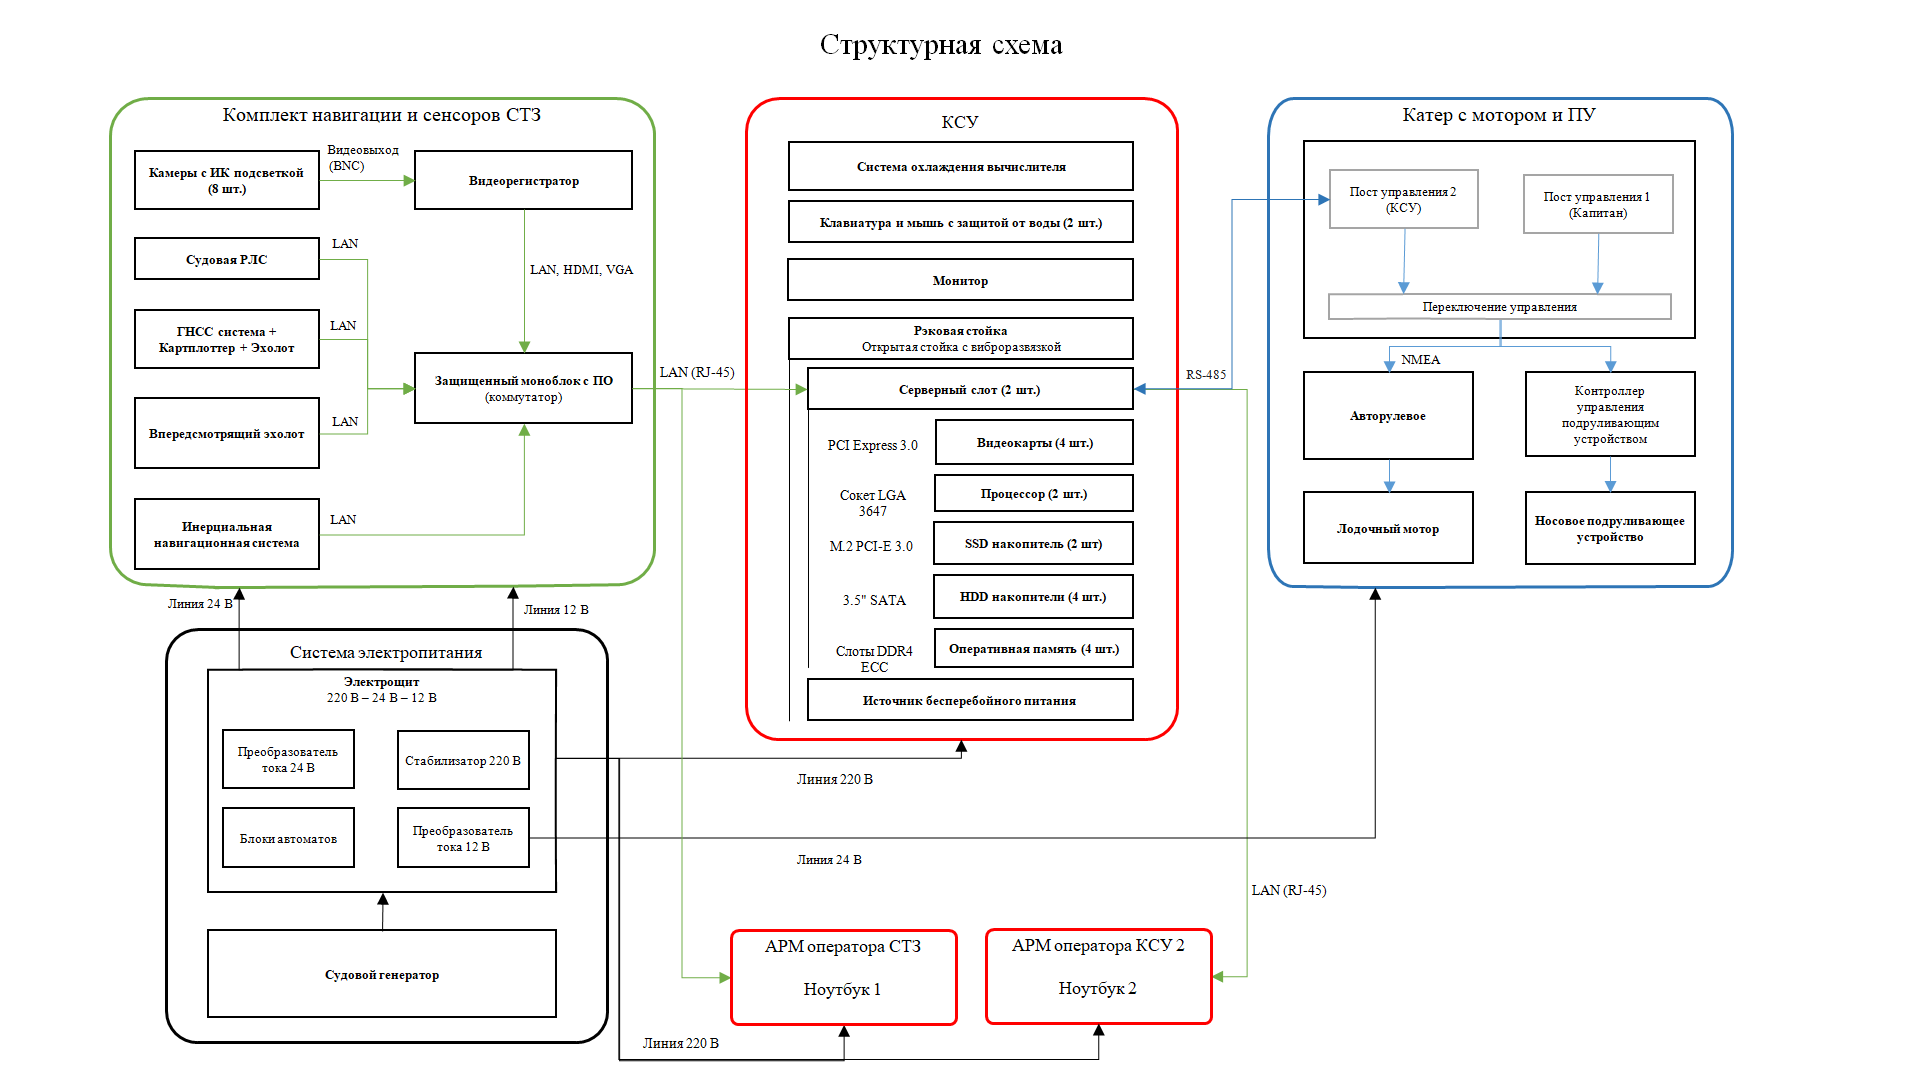 Структурная схема
Комплект навигации и сенсоров СТЗ
Камеры с ИК подсветкой
(8 шт.)
Видеовыход
(BNC)
Видеорегистратор
Судовая РЛС
LAN
LAN, HDMI, VGA
ГНСС система +
Картплоттер + Эхолот
LAN
Защищенный моноблок с ПО
(коммутатор)
Впередсмотрящий эхолот
LAN
Инерциальная
навигационная система
LAN
LAN (RJ-45)
КСУ
Система охлаждения вычислителя
Клавиатура и мышь с защитой от воды (2 шт.)
Монитор
Рэковая стойка
Открытая стойка с виброразвязкой
Серверный слот (2 шт.)
PCI Express 3.0
Видеокарты (4 шт.)
Сокет LGA
3647
Процессор (2 шт.)
M.2 PCI-E 3.0
SSD накопитель (2 шт)
3.5" SATA
HDD накопители (4 шт.)
Слоты DDR4
ECC
Оперативная память (4 шт.)
Источник бесперебойного питания
RS-485
Катер с мотором и ПУ
Пост управления 2
(КСУ)
Пост управления 1
(Капитан)
Переключение управления
NMEA
Авторулевое
Контроллер
управления
подруливающим
устройством
Лодочный мотор
Носовое подруливающее
устройство
Линия 24 В
Линия 12 В
Система электропитания
Электрощит
220 В – 24 В – 12 В
Преобразователь
тока 24 В
Стабилизатор 220 В
Блоки автоматов
Преобразователь
тока 12 В
Судовой генератор
Линия 220 В
Линия 24 В
LAN (RJ-45)
АРМ оператора СТЗ
Ноутбук 1
АРМ оператора КСУ 2
Ноутбук 2
Линия 220 В